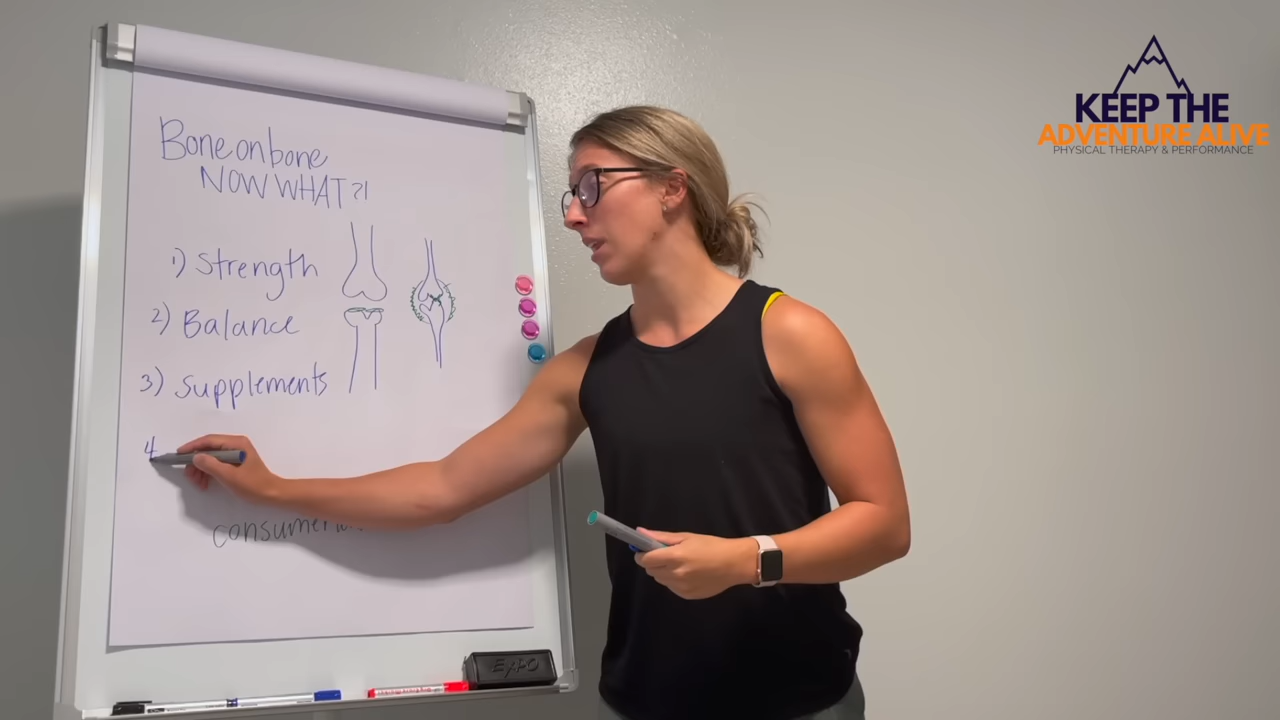 Bone on bone
NOW WHAT?!
1) Strength
2) Balance
3) Supplements
4
EXPO
KEEP THE
ADVENTURE ALIVE
PHYSICAL THERAPY & PERFORMANCE